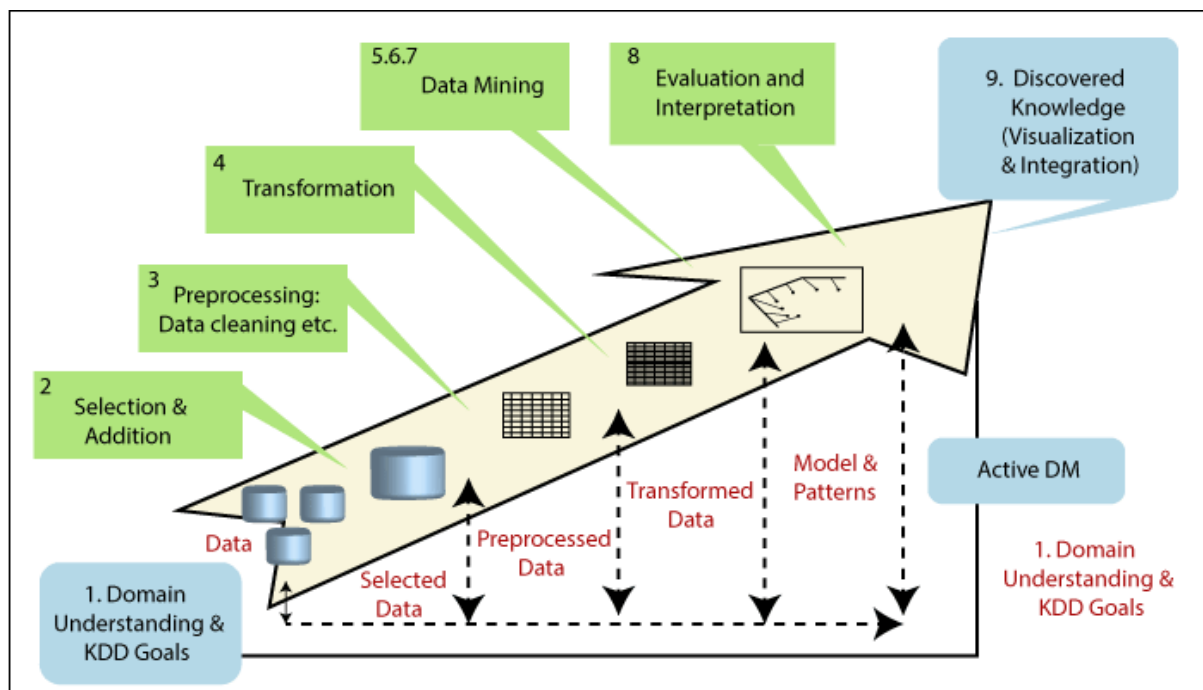 5.6.7
Data Mining
8
Evaluation and
Interpretation
9. Discovered
Knowledge
(Visualization
& Integration)
4
Transformation
3
Preprocessing:
Data cleaning etc.
2
Selection &
Addition
Data
Selected
Data
Preprocessed
Data
Transformed
Data
Model &
Patterns
Active DM
1. Domain
Understanding &
KDD Goals
1. Domain
Understanding &
KDD Goals